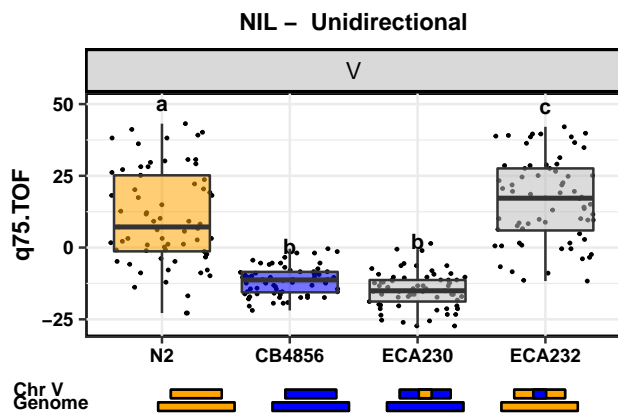 NIL – Unidirectional
V
a
c
b
b
50
25
0
−25
q75.TOF
N2 CB4856 ECA230 ECA232
Chr V
Genome